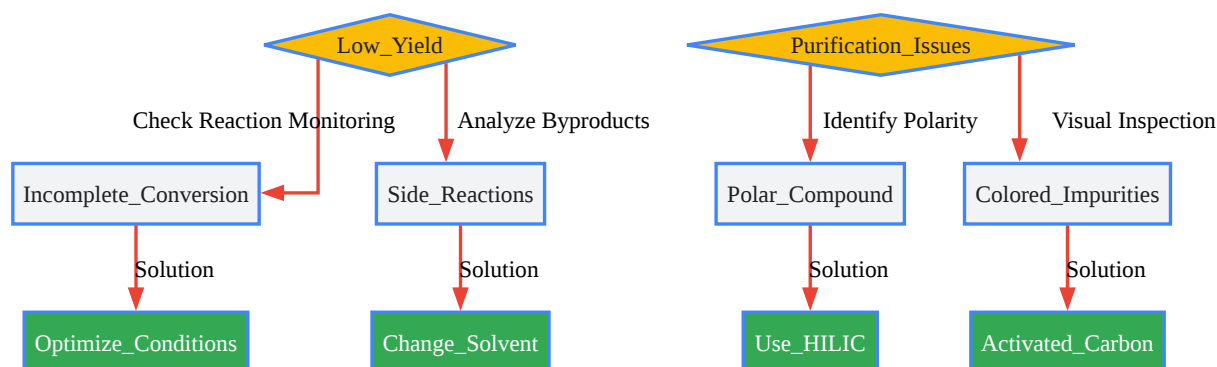 Low_Yield
Purification_Issues
Check Reaction Monitoring
Analyze Byproducts
Identify Polarity
Visual Inspection
Incomplete_Conversion
Side_Reactions
Polar_Compound
Colored_Impurities
Solution
Solution
Solution
Solution
Optimize_Conditions
Change_Solvent
Use_HILIC
Activated_Carbon